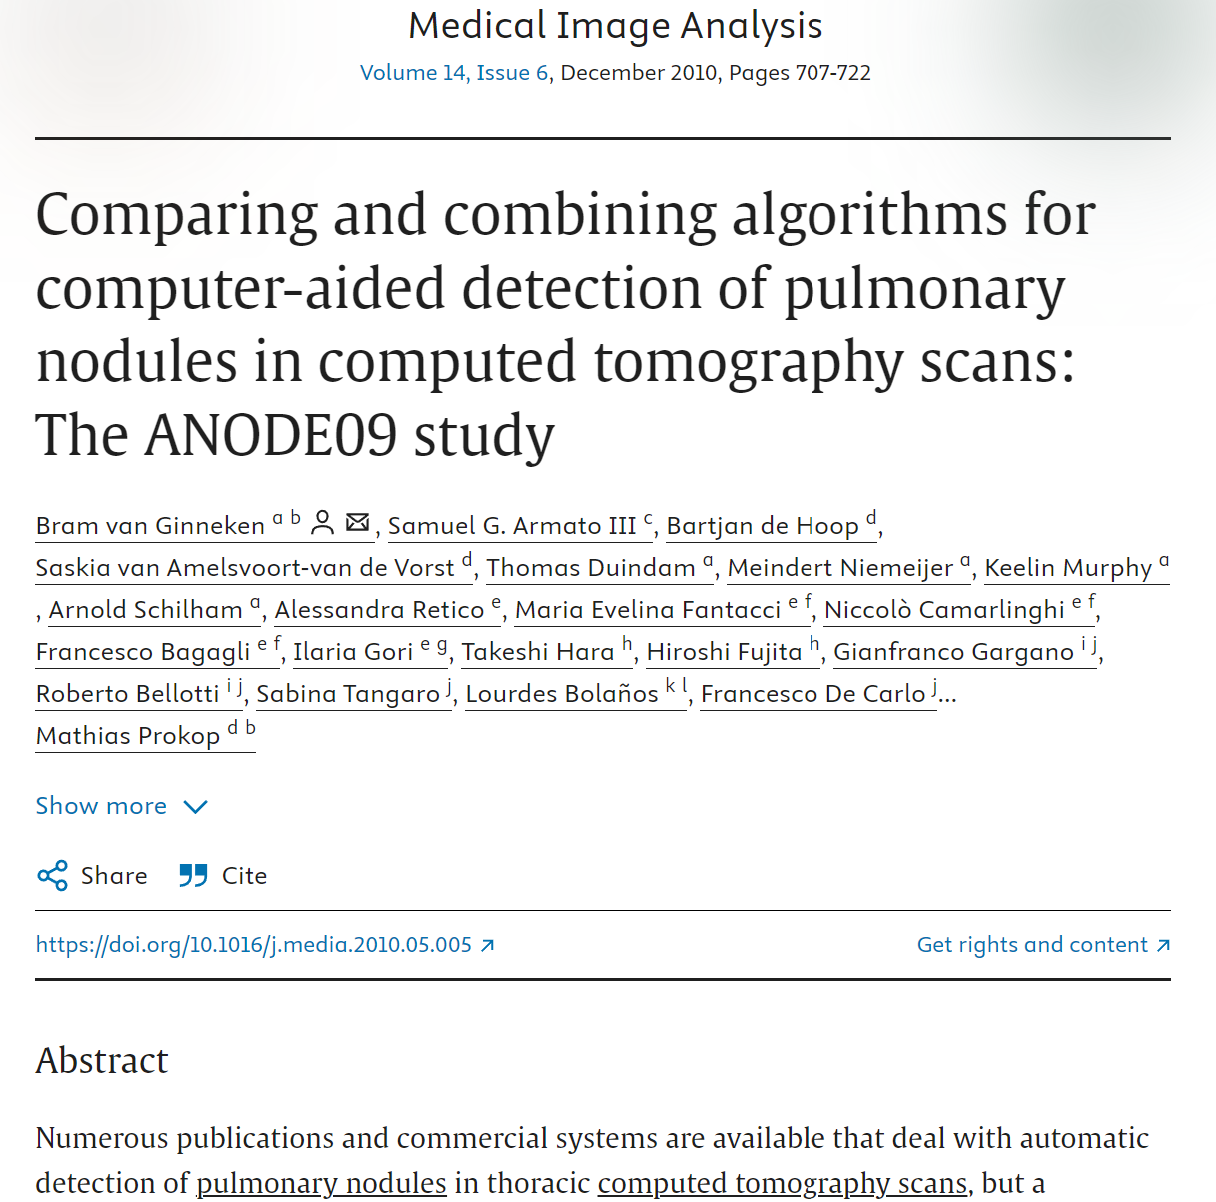 Medical Image Analysis
Volume 14, Issue 6, December 2010, Pages 707-722
Comparing and combining algorithms for
computer-aided detection of pulmonary
nodules in computed tomography scans:
The ANODE09 study
Bram van Ginneken a b, Samuel G. Armato III c, Bartjan de Hoop d,
Saskia van Amelsvoort-van de Vorst d, Thomas Duindam a, Meindert Niemeijer a, Keelin Murphy a
, Arnold Schilham a, Alessandra Retico e, Maria Evelina Fantacci e f, Niccolò Camarlinghi e f,
Francesco Bagagli e f, Ilaria Gori e g, Takeshi Hara h, Hiroshi Fujita h, Gianfranco Gargano i j,
Roberto Bellotti i j, Sabina Tangaro j, Lourdes Bolaños k l, Francesco De Carlo j...
Mathias Prokop d b
Show more
Share Cite
https://doi.org/10.1016/j.media.2010.05.005 Get rights and content
Abstract
Numerous publications and commercial systems are available that deal with automatic
detection of pulmonary nodules in thoracic computed tomography scans, but a